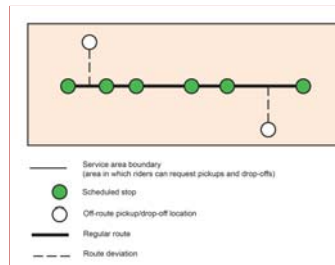 Service area boundary
(area in which riders can request pickups and drop-offs)
Scheduled stop
Off-route pickup/drop-off location
Regular route
Route deviation